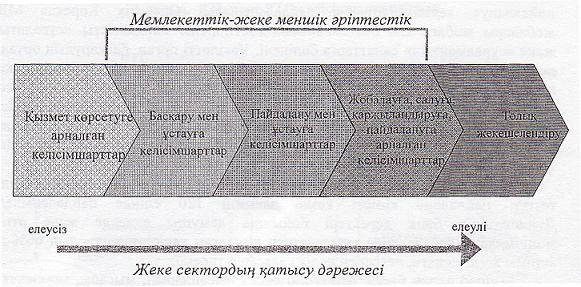 Мемлекеттік-жеке меншік әріптестік
Қызмет көрсетуге
арналған
келісімшарттар
Басқару мен
ұстауға
келісімшарттар
Пайдалану мен
ұстауға
келісімшарттар
Жобалауға, салуға,
қаржыландыруға,
пайдалануға
арналған
келісімшарттар
Толық
жекешелендіру
елеусіз
елеулі
Жеке сектордың қатысу дәрежесі